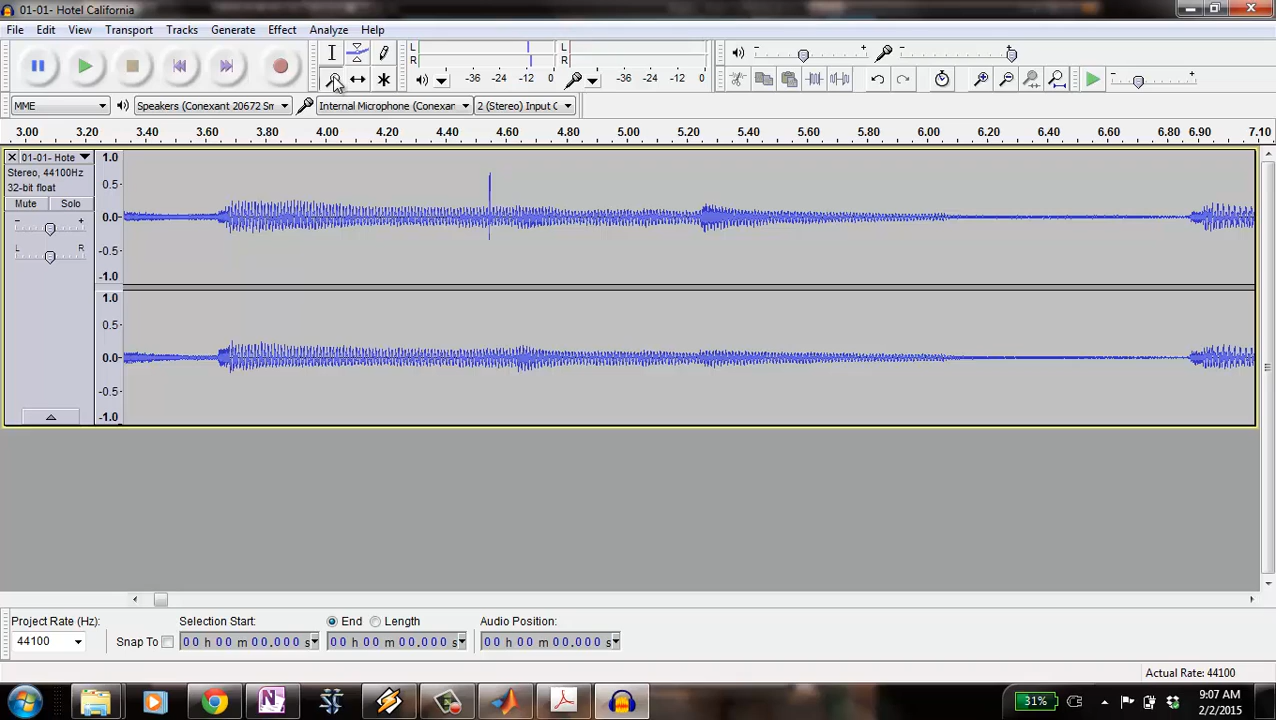 01-01- Hotel California
File Edit View Transport Tracks Generate Effect Analyze Help
L R -36 -24 -12 0 L R -36 -24 -12 0
MME Speakers (Conexant 20672 Sm Internal Microphone (Conexar 2 (Stereo) Input C
3.00 3.20 3.40 3.60 3.80 4.00 4.20 4.40 4.60 4.80 5.00 5.20 5.40 5.60 5.80 6.00 6.20 6.40 6.60 6.80 6.90 7.10
01-01- Hote
Stereo, 44100Hz
32-bit float
Mute Solo
- +
L R
1.0
0.5
0.0
-0.5
-1.0
1.0
0.5
0.0
-0.5
-1.0
Project Rate (Hz): Selection Start: End Length Audio Position:
44100 Snap To 00 h 00 m 00.000 s 00 h 00 m 00.000 s 00 h 00 m 00.000 s
Actual Rate: 44100
31% 9:07 AM
2/2/2015